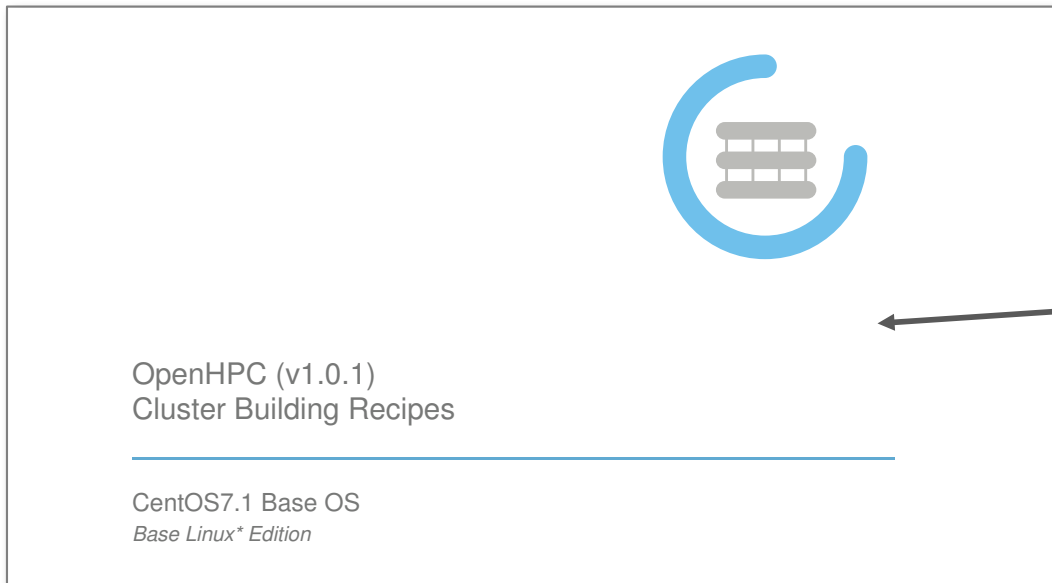 OpenHPC (v1.0.1)
Cluster Building Recipes
CentOS7.1 Base OS
Base Linux* Edition